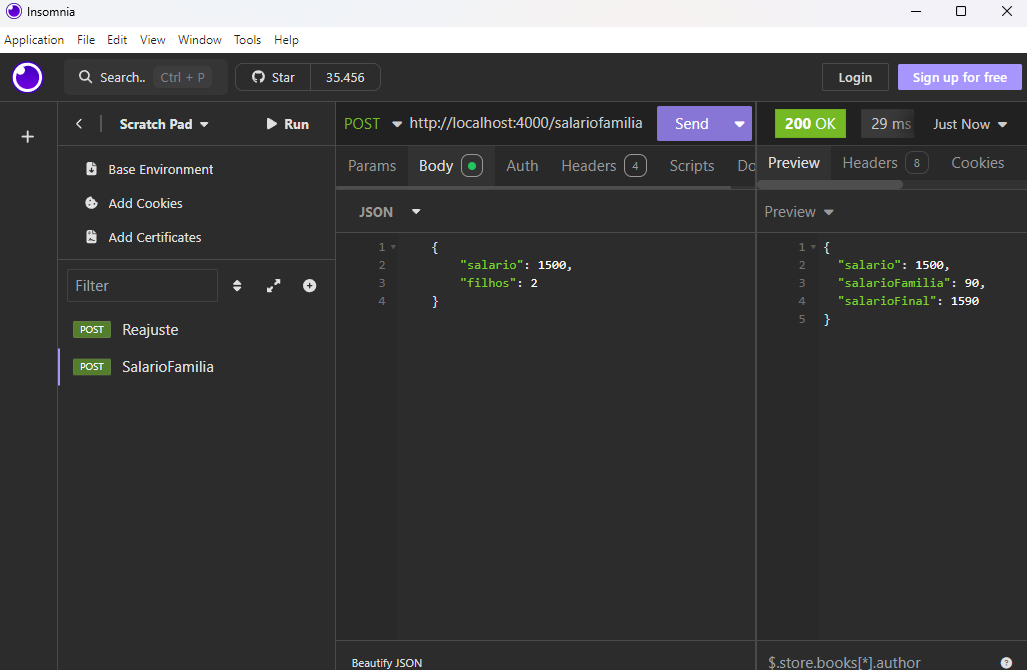 Insomnia
Application File Edit View Window Tools Help
Search.. Ctrl + P Star 35.456 Login Sign up for free
Scratch Pad Run
Base Environment
Add Cookies
Add Certificates
Filter
POST Reajuste
POST SalarioFamilia
POST http://localhost:4000/salariofamilia Send
Params Body Auth Headers 4 Scripts Do
JSON
1 {
2 "salario": 1500,
3 "filhos": 2
4 }
Beautify JSON
200 OK 29 ms Just Now
Preview Headers 8 Cookies
Preview
1 {
2 "salario": 1500,
3 "salarioFamilia": 90,
4 "salarioFinal": 1590
5 }
$.store.books[*].author ?